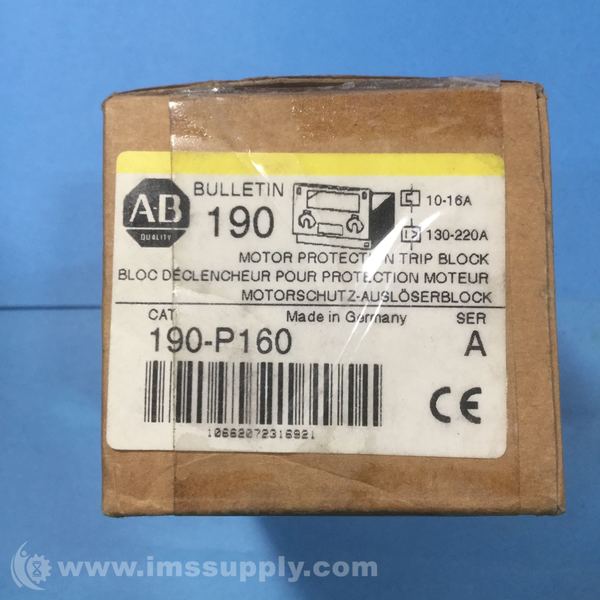 AB
QUALITY
BULLETIN
190
10-16A
130-220A
MOTOR PROTECTION TRIP BLOCK
BLOC DÉCLENCHEUR POUR PROTECTION MOTEUR
MOTORSCHUTZ-AUSLÖSERBLOCK
CAT Made in Germany SER
190-P160 A
CE
10662072316921
www.imssupply.com